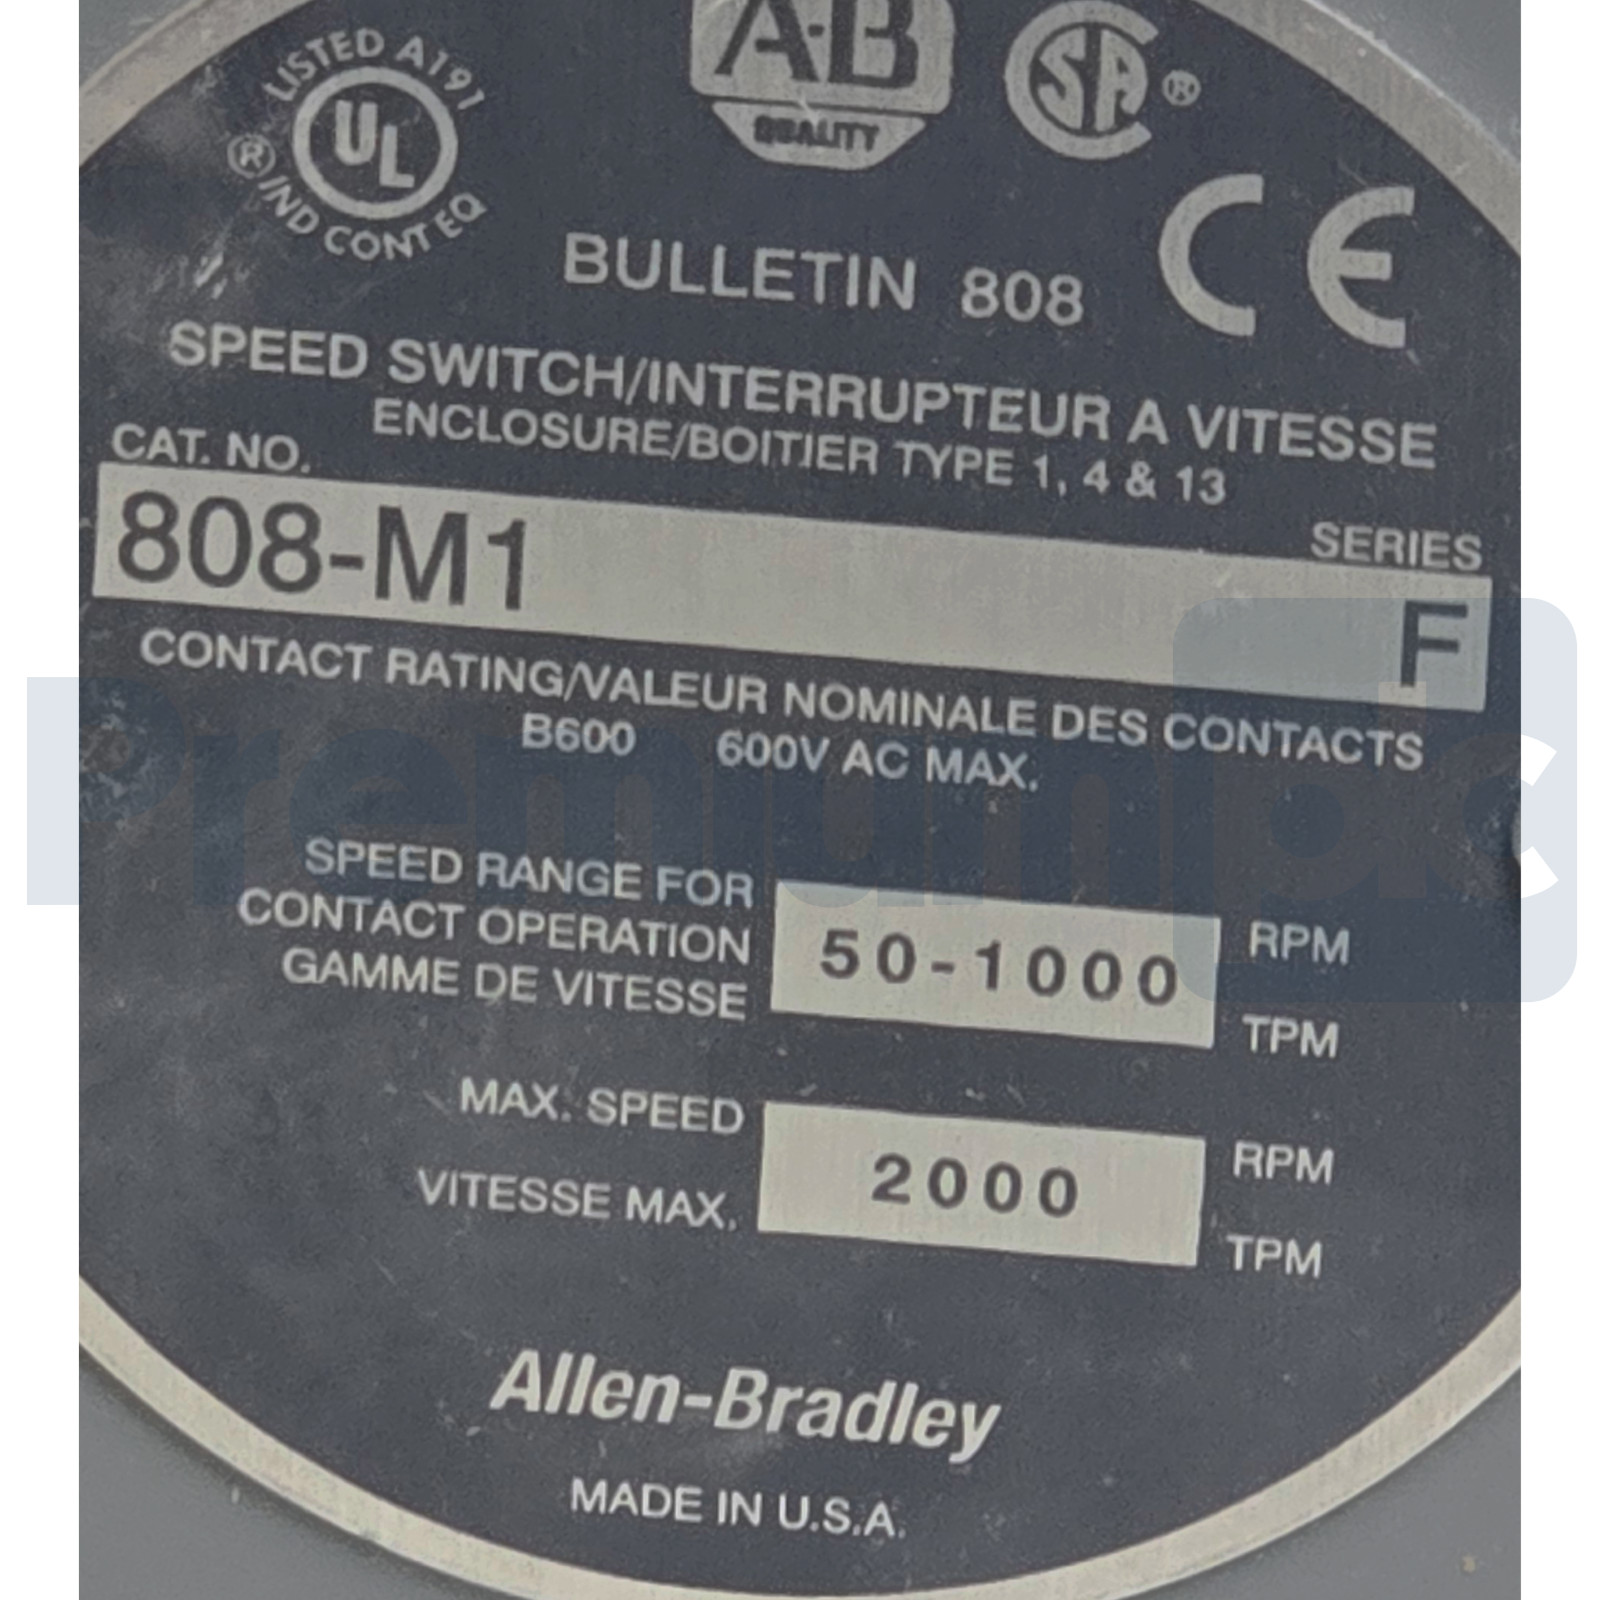 LISTED A191
UL
® IND CONT EQ
A-B
QUALITY
SA ®
CE
BULLETIN 808
SPEED SWITCH/INTERRUPTEUR A VITESSE
ENCLOSURE/BOITIER TYPE 1, 4 & 13
CAT. NO.
SERIES
808-M1
F
CONTACT RATING/VALEUR NOMINALE DES CONTACTS
B600 600V AC MAX.
SPEED RANGE FOR
CONTACT OPERATION
GAMME DE VITESSE
50-1000
RPM
TPM
MAX. SPEED
VITESSE MAX.
2000
RPM
TPM
Allen-Bradley
MADE IN U.S.A.
Premiumplc